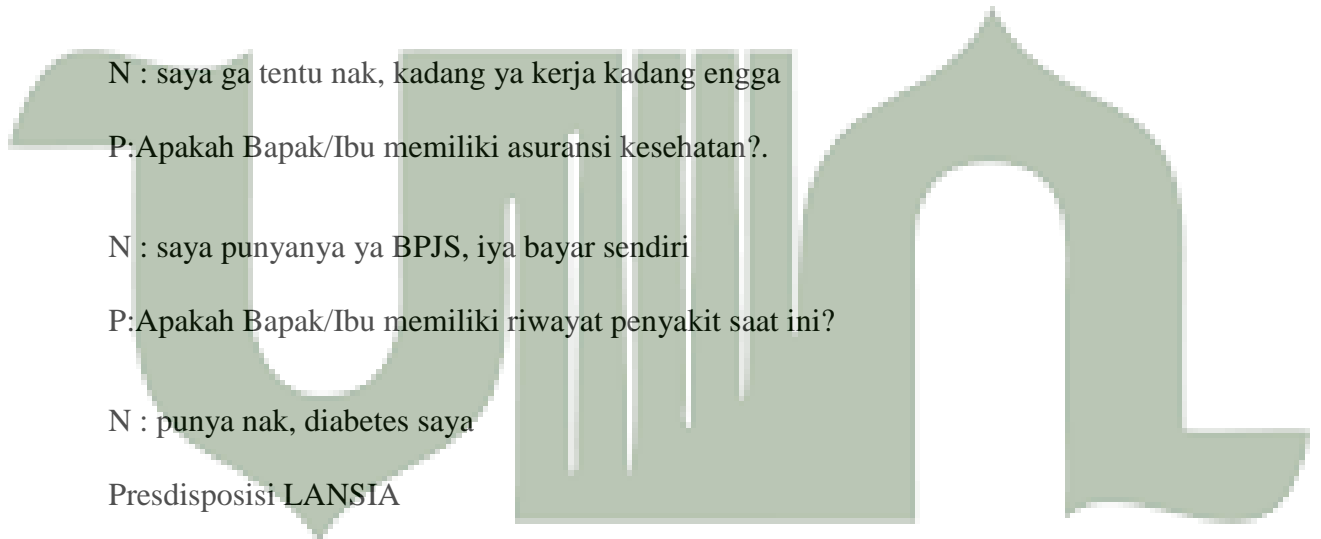 N : saya ga tentu nak, kadang ya kerja kadang engga
P:Apakah Bapak/Ibu memiliki asuransi kesehatan?.
N : saya punyanya ya BPJS, iya bayar sendiri
P:Apakah Bapak/Ibu memiliki riwayat penyakit saat ini?
N : punya nak, diabetes saya
Presdisposisi LANSIA